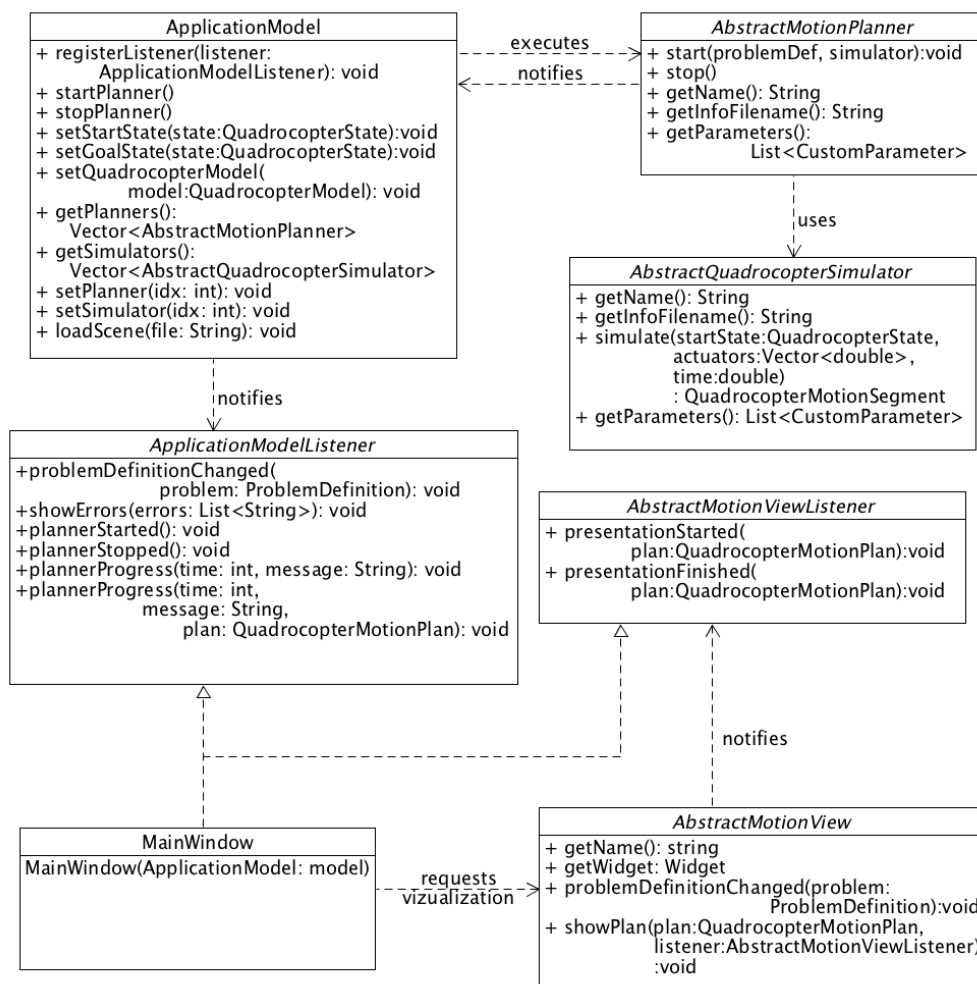 ApplicationModel
+ registerListener(listener:
ApplicationModelListener): void
+ startPlanner()
+ stopPlanner()
+ setStartState(state:QuadrocopterState):void
+ setGoalState(state:QuadrocopterState):void
+ setQuadrocopterModel(
model:QuadrocopterModel): void
+ getPlanners():
Vector<AbstractMotionPlanner>
+ getSimulators():
Vector<AbstractQuadrocopterSimulator>
+ setPlanner(idx: int): void
+ setSimulator(idx: int): void
+ loadScene(file: String): void
executes
notifies
AbstractMotionPlanner
+ start(problemDef, simulator):void
+ stop()
+ getName(): String
+ getInfoFilename(): String
+ getParameters():
List<CustomParameter>
uses
AbstractQuadrocopterSimulator
+ getName(): String
+ getInfoFilename(): String
+ simulate(startState:QuadrocopterState,
actuators:Vector<double>,
time:double)
: QuadrocopterMotionSegment
+ getParameters(): List<CustomParameter>
notifies
ApplicationModelListener
+problemDefinitionChanged(
problem: ProblemDefinition): void
+showErrors(errors: List<String>): void
+plannerStarted(): void
+plannerStopped(): void
+plannerProgress(time: int, message: String): void
+plannerProgress(time: int,
message: String,
plan: QuadrocopterMotionPlan): void
AbstractMotionViewListener
+ presentationStarted(
plan:QuadrocopterMotionPlan):void
+ presentationFinished(
plan:QuadrocopterMotionPlan):void
notifies
MainWindow
MainWindow(ApplicationModel: model)
requests
vizualization
AbstractMotionView
+ getName(): string
+ getWidget: Widget
+ problemDefinitionChanged(problem:
ProblemDefinition):void
+ showPlan(plan:QuadrocopterMotionPlan,
listener:AbstractMotionViewListener)
:void